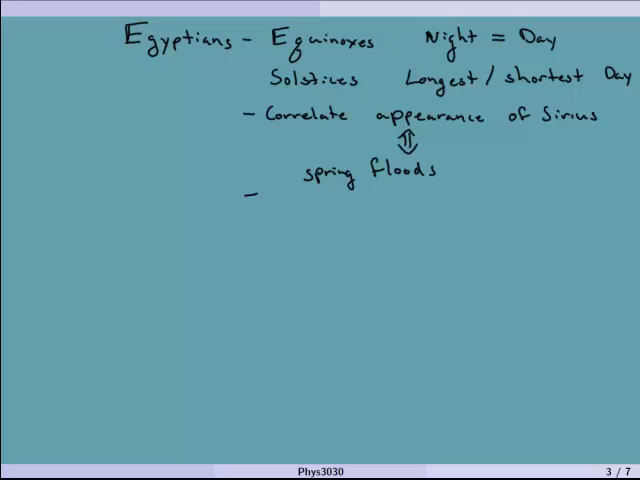 Egyptians - Equinoxes Night = Day
Solstices Longest / shortest Day
- Correlate appearance of Sirius
⇕
spring floods
-
Phys3030
3 / 7